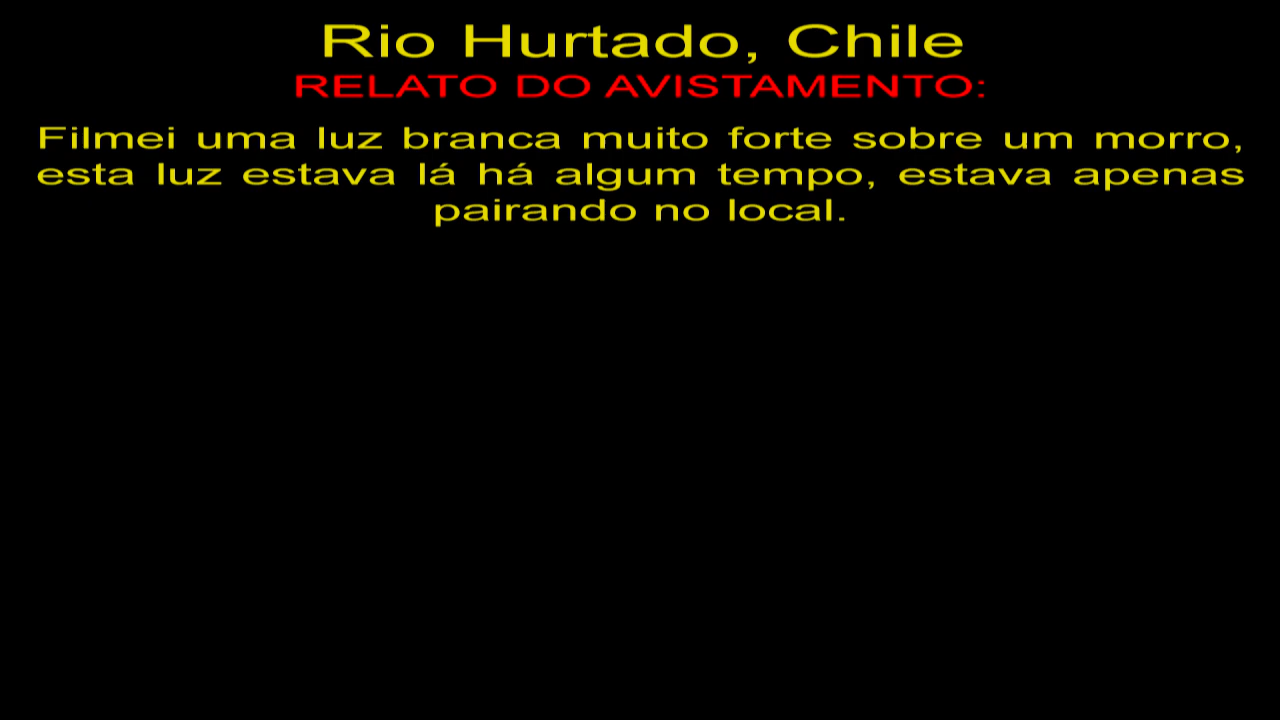 Rio Hurtado, Chile
RELATO DO AVISTAMENTO:
Filmei uma luz branca muito forte sobre um morro,
esta luz estava lá há algum tempo, estava apenas
pairando no local.